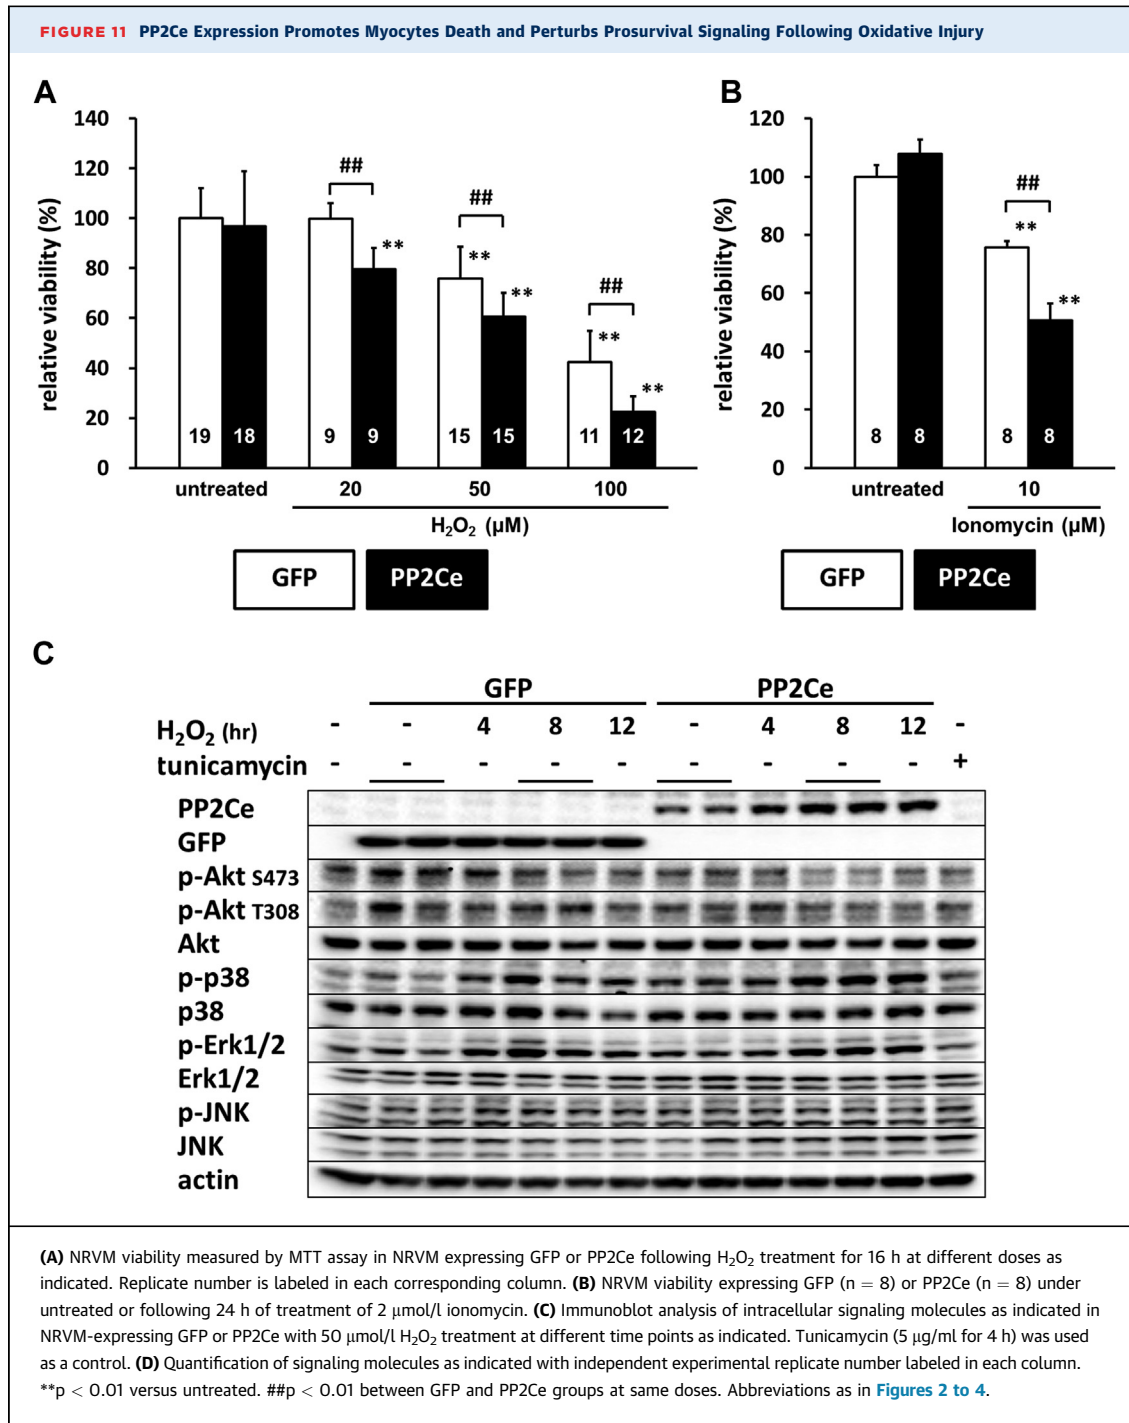 FIGURE 11 PP2Ce Expression Promotes Myocytes Death and Perturbs Prosurvival Signaling Following Oxidative Injury
A
relative viability (%)
140
120
100
80
60
40
20
0
##
##
##
**
**
**
**
**
19 18 9 9 15 15 11 12
untreated 20 50 100
H₂O₂ (µM)
GFP PP2Ce
B
relative viability (%)
120
100
80
60
40
20
0
##
**
**
8 8 8 8
untreated 10
Ionomycin (µM)
GFP PP2Ce
C
GFP PP2Ce
H₂O₂ (hr) - - 4 8 12 - 4 8 12 -
tunicamycin - - - - - - - - - +
PP2Ce
GFP
p-Akt S473
p-Akt T308
Akt
p-p38
p38
p-Erk1/2
Erk1/2
p-JNK
JNK
actin
(A) NRVM viability measured by MTT assay in NRVM expressing GFP or PP2Ce following H₂O₂ treatment for 16 h at different doses as
indicated. Replicate number is labeled in each corresponding column. (B) NRVM viability expressing GFP (n = 8) or PP2Ce (n = 8) under
untreated or following 24 h of treatment of 2 µmol/l ionomycin. (C) Immunoblot analysis of intracellular signaling molecules as indicated in
NRVM-expressing GFP or PP2Ce with 50 µmol/l H₂O₂ treatment at different time points as indicated. Tunicamycin (5 µg/ml for 4 h) was used
as a control. (D) Quantification of signaling molecules as indicated with independent experimental replicate number labeled in each column.
**p < 0.01 versus untreated. ##p < 0.01 between GFP and PP2Ce groups at same doses. Abbreviations as in Figures 2 to 4.